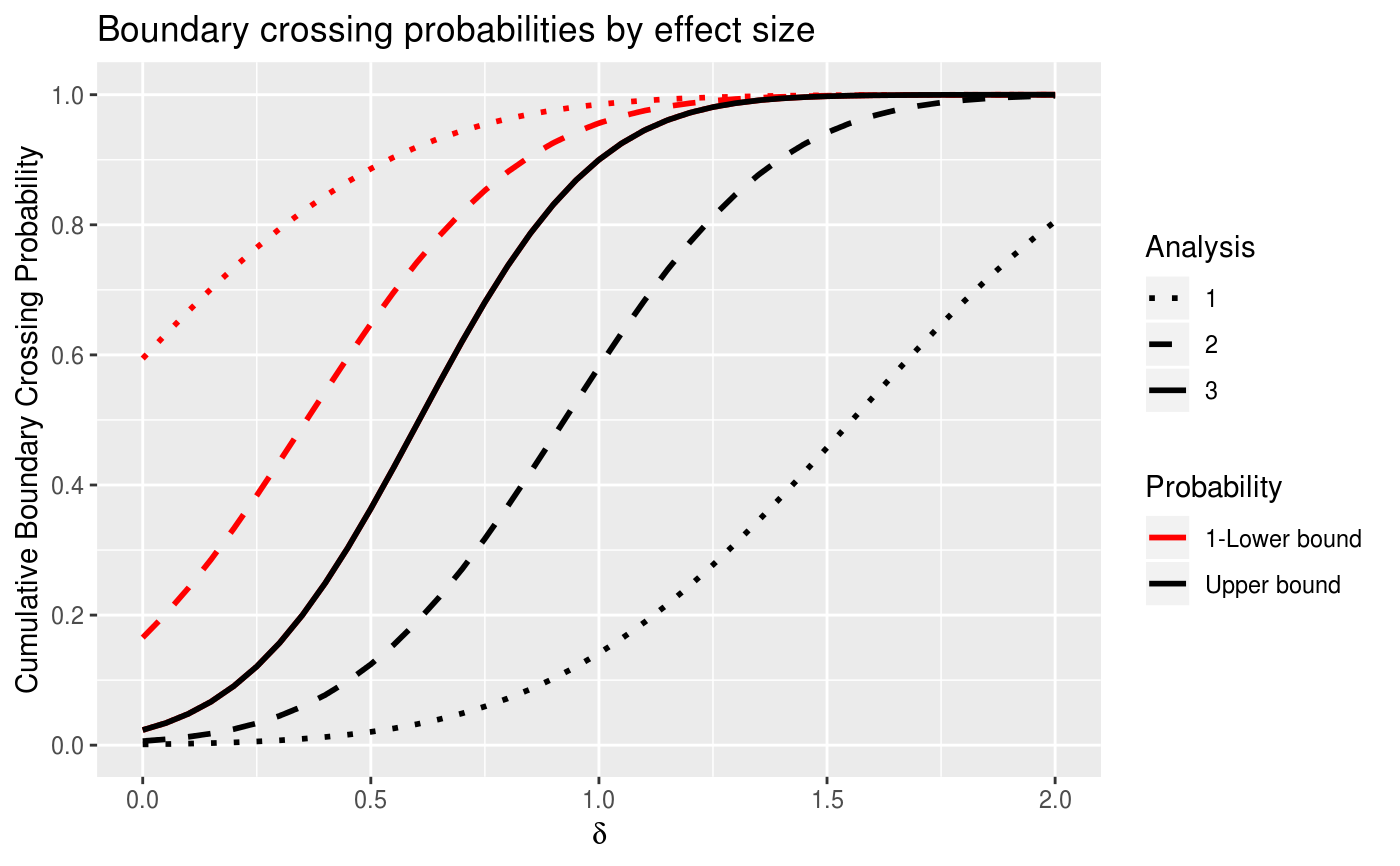 Boundary crossing probabilities by effect size
Cumulative Boundary Crossing Probability
1.0
0.8
0.6
0.4
0.2
0.0
0.0 0.5 1.0 1.5 2.0
δ
Analysis
1
2
3
Probability
1-Lower bound
Upper bound